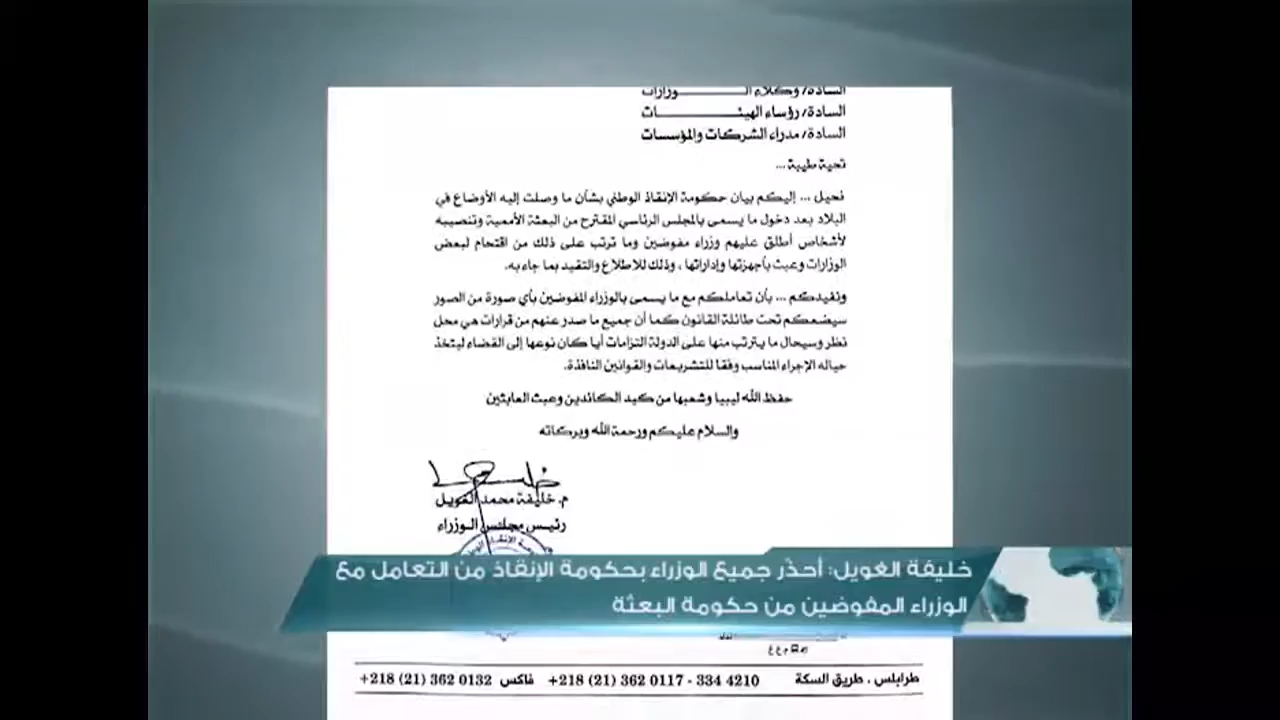 السادة/ وكلاء الـــوزارات
السادة/ رؤساء الهيئـــات
السادة/ مدراء الشركات والمؤسسات
تحية طيبة ...
نحيل ... إليكم بيان حكومة الإنقاذ الوطني بشأن ما وصلت إليه الأوضاع في
البلاد بعد دخول ما يسمى بالمجلس الرئاسي المقترح من البعثة الأممية وتنصيبه
لأشخاص أطلق عليهم وزراء مفوضين وما ترتب على ذلك من اقتحام لبعض
الوزارات وعبث بأجهزتها وإداراتها ، وذلك للاطلاع والتقيد بما جاء به.
ونفيدكم ... بأن تعاملكم مع ما يسمى بالوزراء المفوضين بأي صورة من الصور
سيضعكم تحت طائلة القانون كما أن جميع ما صدر عنهم من قرارات هي محل
نظر وسيحال ما يترتب منها على الدولة التزامات أيا كان نوعها إلى القضاء ليتخذ
حياله الإجراء المناسب وفقا للتشريعات والقوانين النافذة.
حفظ الله ليبيا وشعبها من كيد الكائدين وعبث العابثين
والسلام عليكم ورحمة الله وبركاته
م. خليفة محمد الغويل
رئيس مجلس الوزراء
خليفة الغويل: أحذّر جميع الوزراء بحكومة الإنقاذ من التعامل مع
الوزراء المفوضين من حكومة البعثة
طرابلس . طريق السكة +218 (21) 362 0117 - 334 4210 فاكس +218 (21) 362 0132